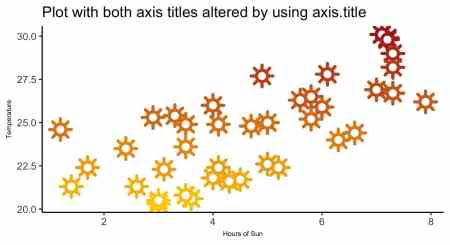 Plot with both axis titles altered by using axis.title
30.0
27.5
25.0
22.5
20.0
Temperature
2 4 6 8
Hours of Sun